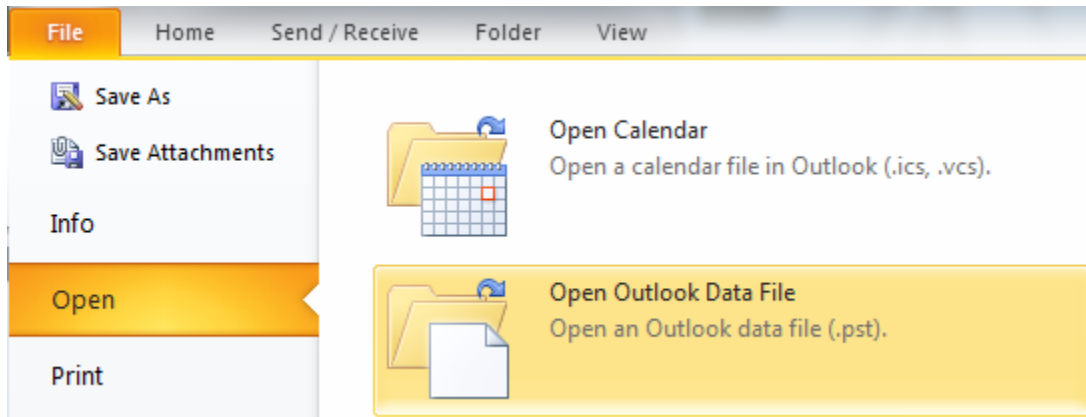 File Home Send / Receive Folder View
Save As
Save Attachments
Info
Open
Print
Open Calendar
Open a calendar file in Outlook (.ics, .vcs).
Open Outlook Data File
Open an Outlook data file (.pst).